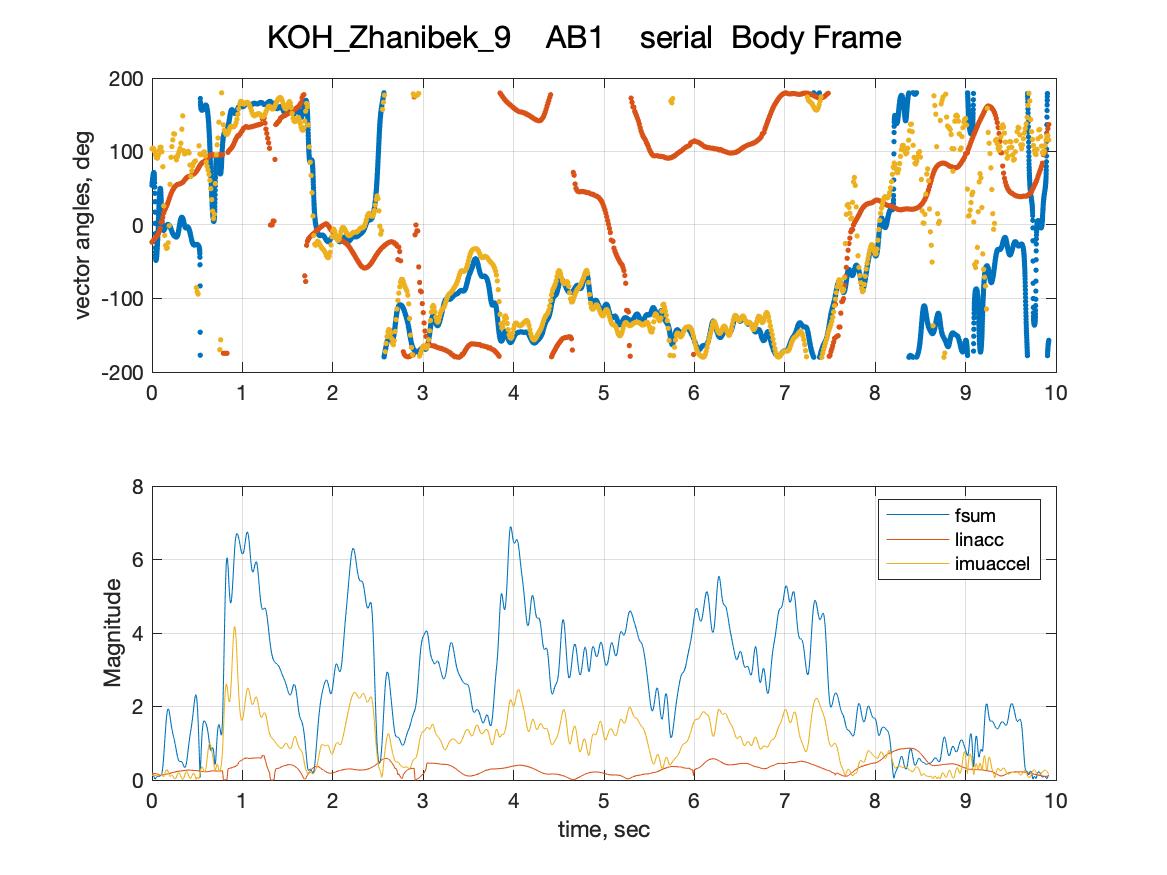 KOH_Zhanibek_9 AB1 serial Body Frame
200
100
0
-100
-200
vector angles, deg
0 1 2 3 4 5 6 7 8 9 10
8
6
4
2
0
Magnitude
fsum
linacc
imuaccel
0 1 2 3 4 5 6 7 8 9 10
time, sec